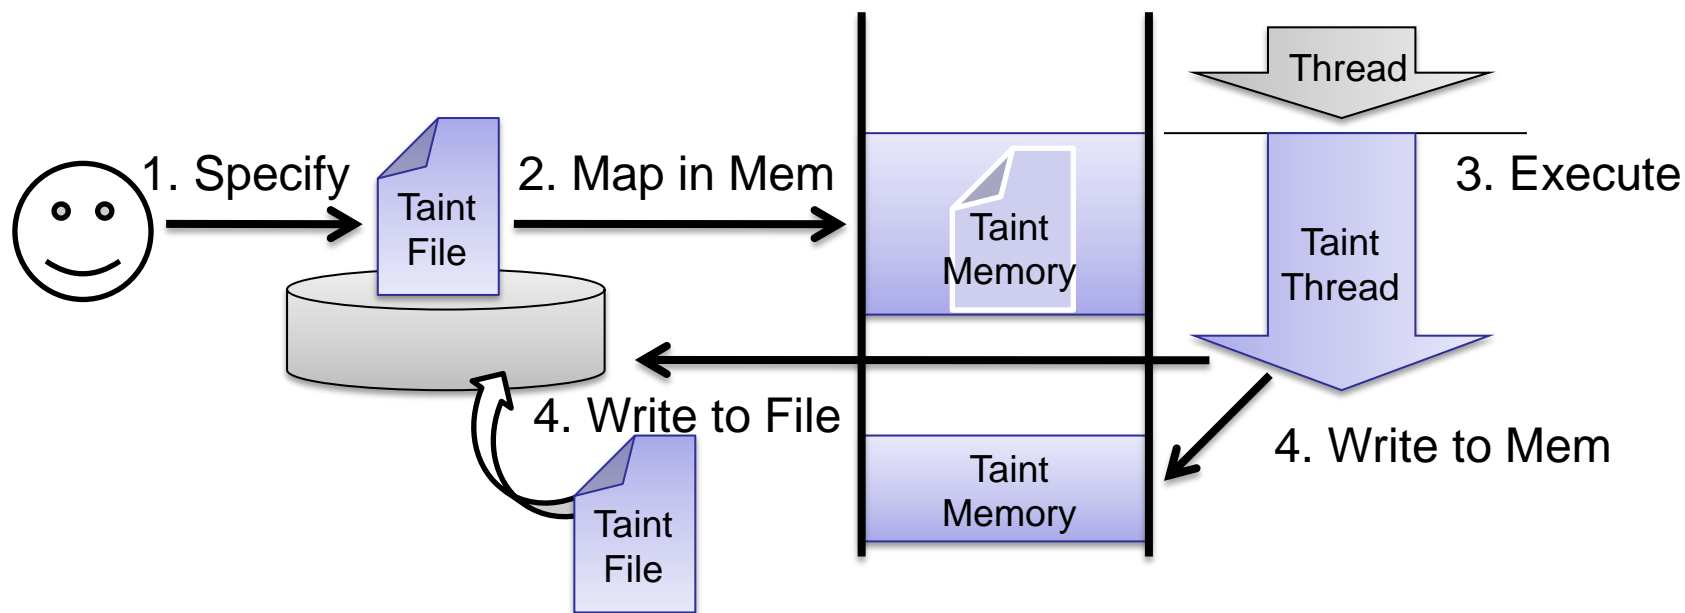 Thread
1. Specify
2. Map in Mem
3. Execute
Taint
File
Taint
Memory
Taint
Thread
4. Write to File
4. Write to Mem
Taint
Memory
Taint
File